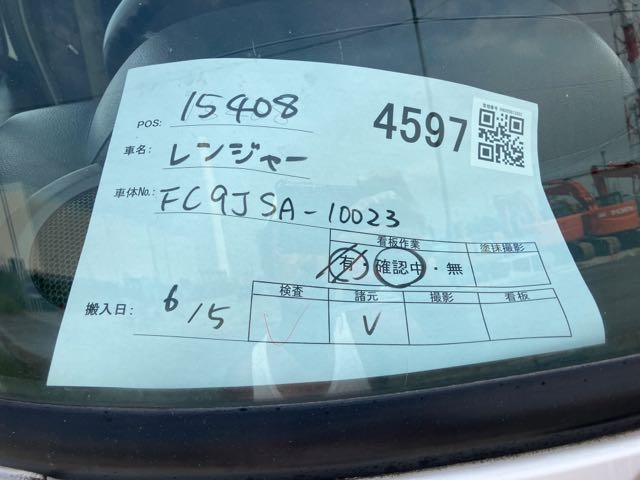 POS: 15408
4597
車名: レンジャー
車体No.: FC9JSA-10023
看板作業 塗抹撮影
有・確認中・無
搬入日: 6/5
検査 諸元 撮影 看板
V V